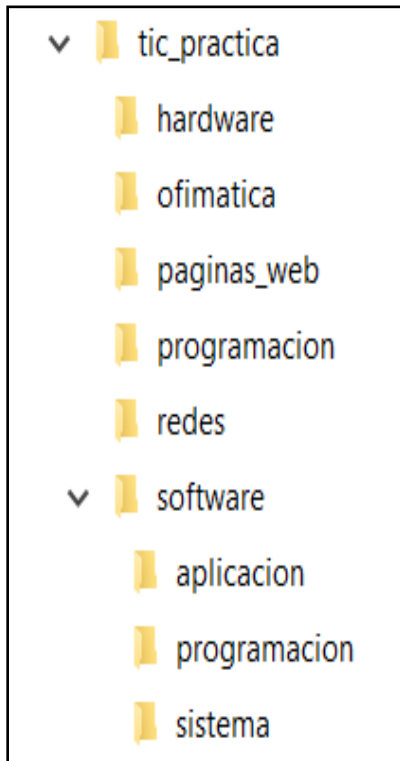 tic_practica
hardware
ofimatica
paginas_web
programacion
redes
software
aplicacion
programacion
sistema